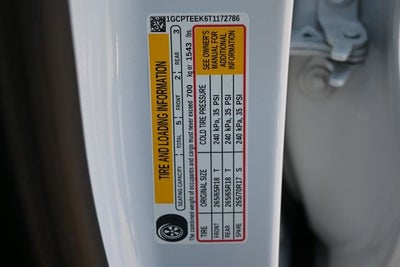 1GCPTEEK6T1172786
TIRE AND LOADING INFORMATION
SEATING CAPACITY TOTAL 5 FRONT 2 REAR 3
The combined weight of occupants and cargo must never exceed 700 kg or 1543 lbs.
TIRE ORIGINAL SIZE COLD TIRE PRESSURE
FRONT 265/65R18 T 240 kPa, 35 PSI
REAR 265/65R18 T 240 kPa, 35 PSI
SPARE 265/70R17 S 240 kPa, 35 PSI
SEE OWNER'S
MANUAL FOR
ADDITIONAL
INFORMATION